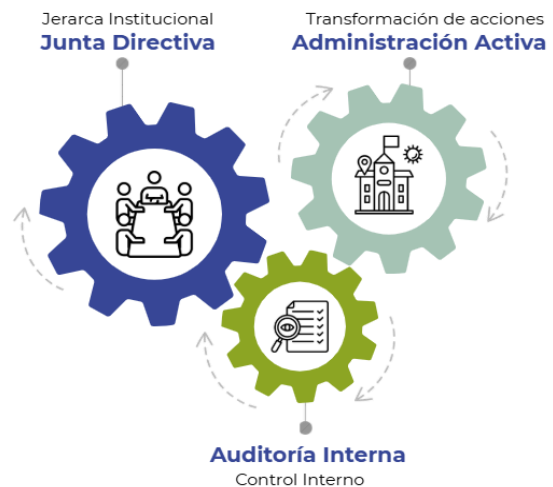 Jerarca Institucional
Junta Directiva
Transformación de acciones
Administración Activa
Auditoría Interna
Control Interno